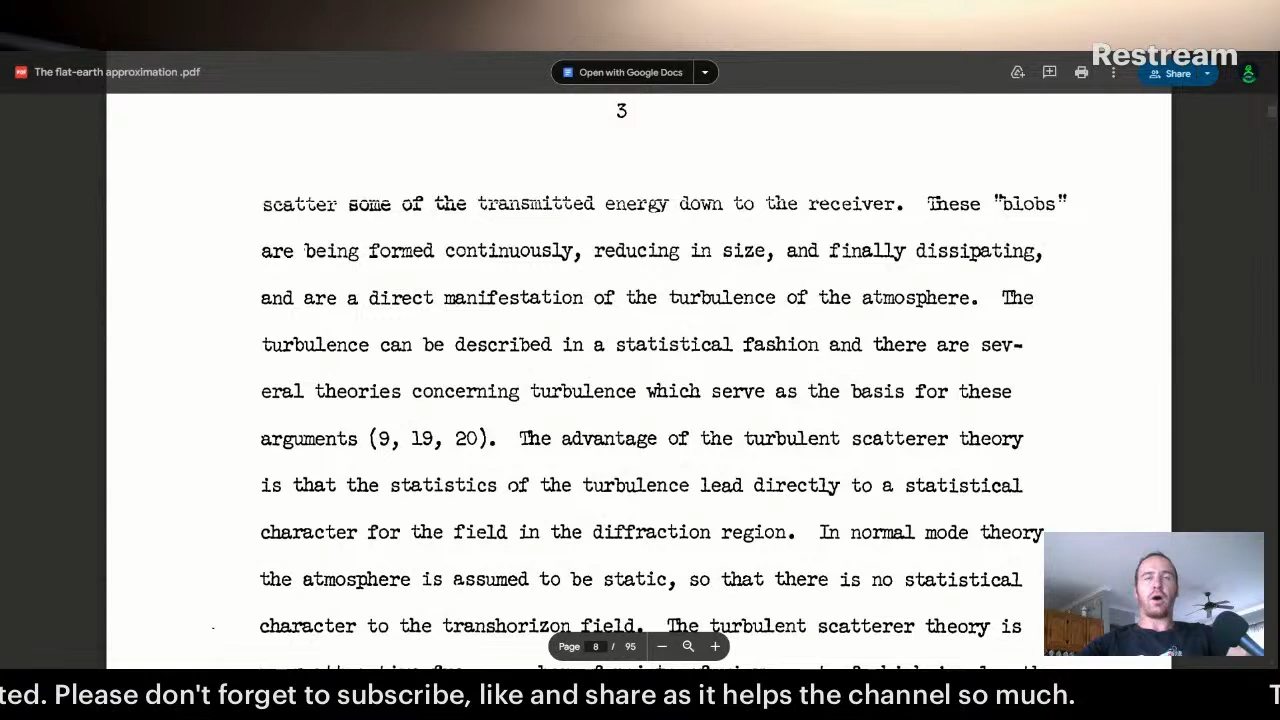 Restream
The flat-earth approximation .pdf
Open with Google Docs
Share
3
scatter some of the transmitted energy down to the receiver. These "blobs"
are being formed continuously, reducing in size, and finally dissipating,
and are a direct manifestation of the turbulence of the atmosphere. The
turbulence can be described in a statistical fashion and there are sev-
eral theories concerning turbulence which serve as the basis for these
arguments (9, 19, 20). The advantage of the turbulent scatterer theory
is that the statistics of the turbulence lead directly to a statistical
character for the field in the diffraction region. In normal mode theory
the atmosphere is assumed to be static, so that there is no statistical
character to the transhorizon field. The turbulent scatterer theory is
Page 8 / 95
ted. Please don't forget to subscribe, like and share as it helps the channel so much. T